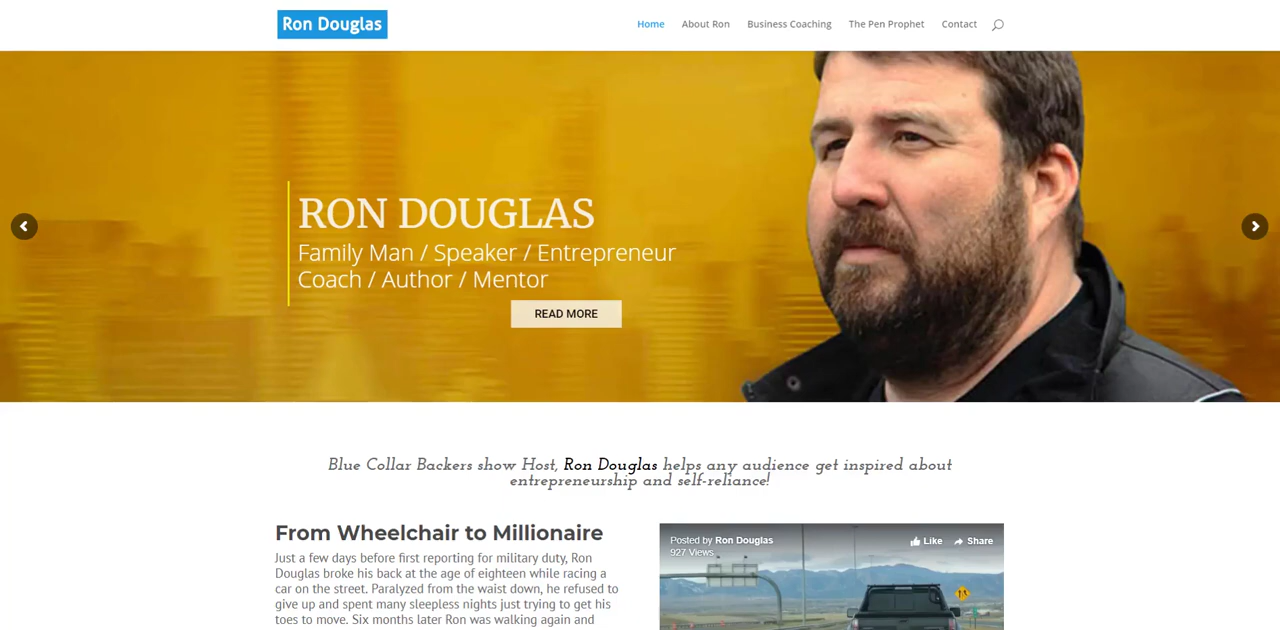 Ron Douglas
Home About Ron Business Coaching The Pen Prophet Contact
RON DOUGLAS
Family Man / Speaker / Entrepreneur
Coach / Author / Mentor
READ MORE
Blue Collar Backers show Host, Ron Douglas helps any audience get inspired about
entrepreneurship and self-reliance!
From Wheelchair to Millionaire
Just a few days before first reporting for military duty, Ron
Douglas broke his back at the age of eighteen while racing a
car on the street. Paralyzed from the waist down, he refused to
give up and spent many sleepless nights just trying to get his
toes to move. Six months later Ron was walking again and
Posted by Ron Douglas
927 Views
Like Share